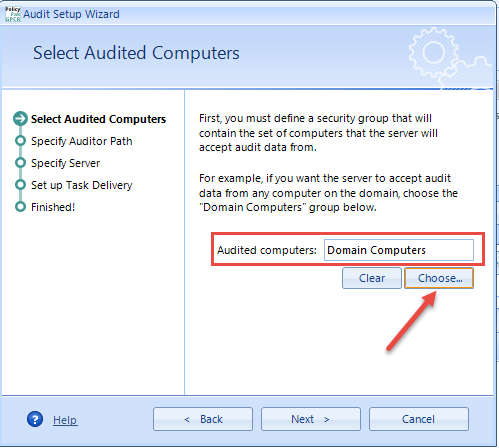 Policy
Pak
GPCR
Audit Setup Wizard
Select Audited Computers
Select Audited Computers
Specify Auditor Path
Specify Server
Set up Task Delivery
Finished!
First, you must define a security group that will
contain the set of computers that the server will
accept audit data from.
For example, if you want the server to accept audit
data from any computer on the domain, choose the
"Domain Computers" group below.
Audited computers: Domain Computers
Clear Choose...
? Help < Back Next > Cancel